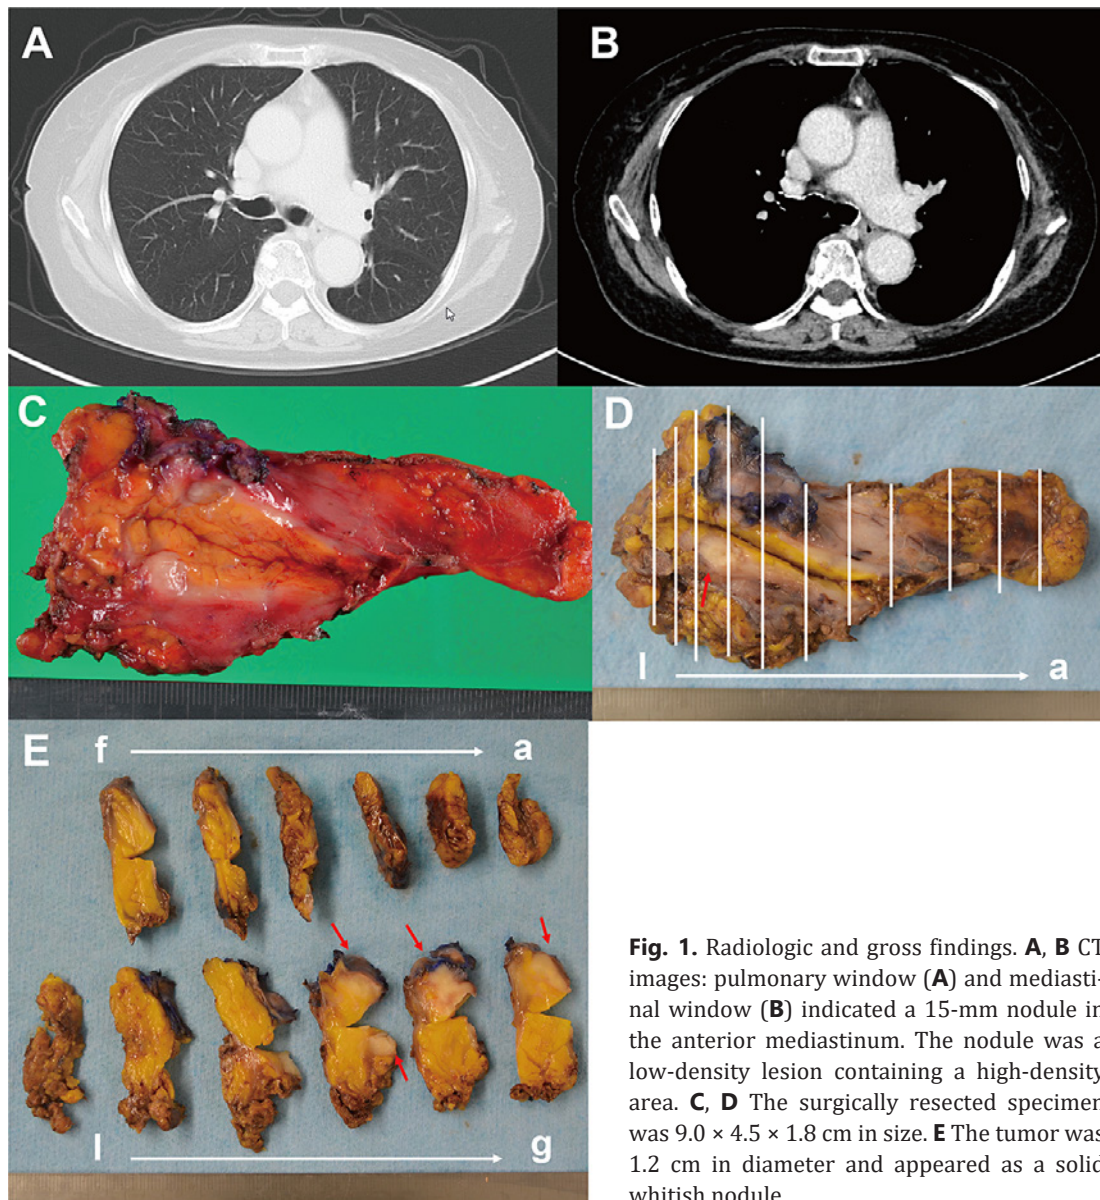 A
B
C
D
l
a
E
f
a
l
g
Fig. 1. Radiologic and gross findings. A, B CT
images: pulmonary window (A) and mediasti-
nal window (B) indicated a 15-mm nodule in
the anterior mediastinum. The nodule was a
low-density lesion containing a high-density
area. C, D The surgically resected specimen
was 9.0 × 4.5 × 1.8 cm in size. E The tumor was
1.2 cm in diameter and appeared as a solid
whitish nodule.